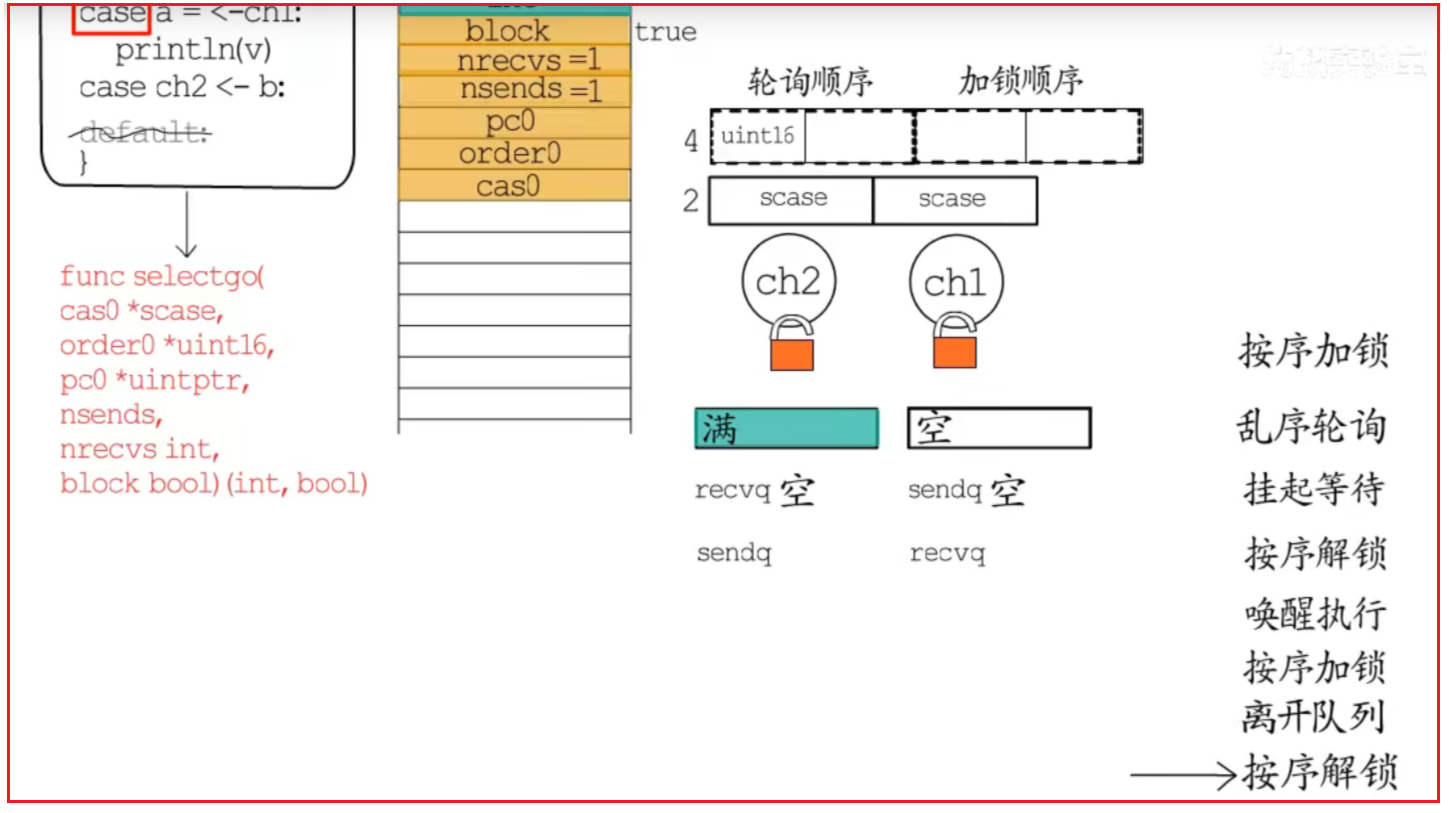 case a = <-ch1:
println(v)
case ch2 <- b:
default:
}
func selectgo(
cas0 *scase,
order0 *uint16,
pc0 *uintptr,
nsends,
nrecvs int,
block bool) (int, bool)
block true
nrecvs =1
nsends =1
pc0
order0
cas0
轮询顺序 加锁顺序
4 uint16
2 scase scase
ch2 ch1
满 空
recvq 空 sendq 空
sendq recvq
按序加锁
乱序轮询
挂起等待
按序解锁
唤醒执行
按序加锁
离开队列
按序解锁